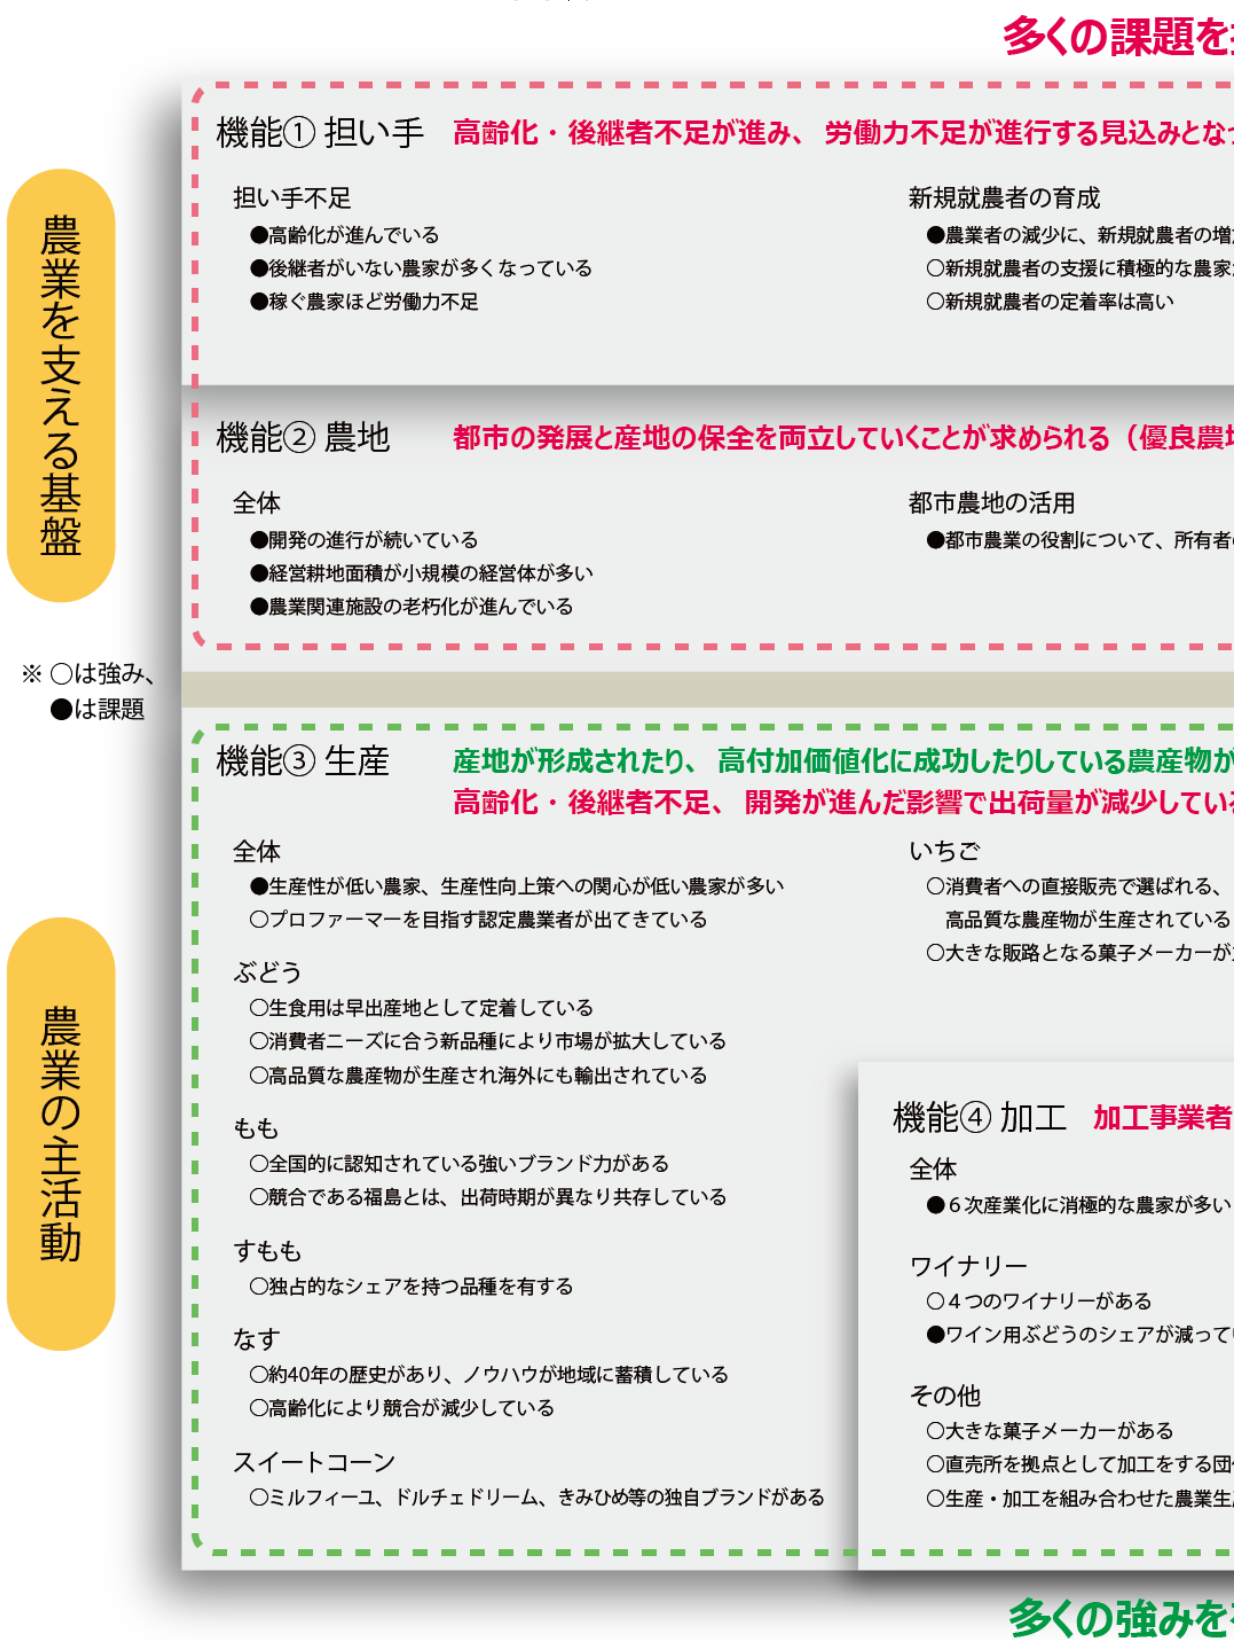 多くの課題を
機能① 担い手 高齢化・後継者不足が進み、労働力不足が進行する見込みとなっ
担い手不足
●高齢化が進んでいる
●後継者がいない農家が多くなっている
●稼ぐ農家ほど労働力不足
新規就農者の育成
●農業者の減少に、新規就農者の増
○新規就農者の支援に積極的な農家
○新規就農者の定着率は高い
農業を支える基盤
機能② 農地 都市の発展と産地の保全を両立していくことが求められる（優良農
全体
●開発の進行が続いている
●経営耕地面積が小規模の経営体が多い
●農業関連施設の老朽化が進んでいる
都市農地の活用
●都市農業の役割について、所有者
※○は強み、
●は課題
機能③ 生産 産地が形成されたり、高付加価値化に成功したりしている農産物が
高齢化・後継者不足、開発が進んだ影響で出荷量が減少してい
全体
●生産性が低い農家、生産性向上策への関心が低い農家が多い
○プロファーマーを目指す認定農業者が出てきている
ぶどう
○生食用は早出産地として定着している
○消費者ニーズに合う新品種により市場が拡大している
○高品質な農産物が生産され海外にも輸出されている
もも
○全国的に認知されている強いブランド力がある
○競合である福島とは、出荷時期が異なり共存している
すもも
○独占的なシェアを持つ品種を有する
なす
○約40年の歴史があり、ノウハウが地域に蓄積している
○高齢化により競合が減少している
スイートコーン
○ミルフィーユ、ドルチェドリーム、きみひめ等の独自ブランドがある
いちご
○消費者への直接販売で選ばれる、
高品質な農産物が生産されている
○大きな販路となる菓子メーカーが
農業の主活動
機能④ 加工 加工事業者
全体
●６次産業化に消極的な農家が多い
ワイナリー
○４つのワイナリーがある
●ワイン用ぶどうのシェアが減って
その他
○大きな菓子メーカーがある
○直売所を拠点として加工をする団
○生産・加工を組み合わせた農業生
多くの強みを